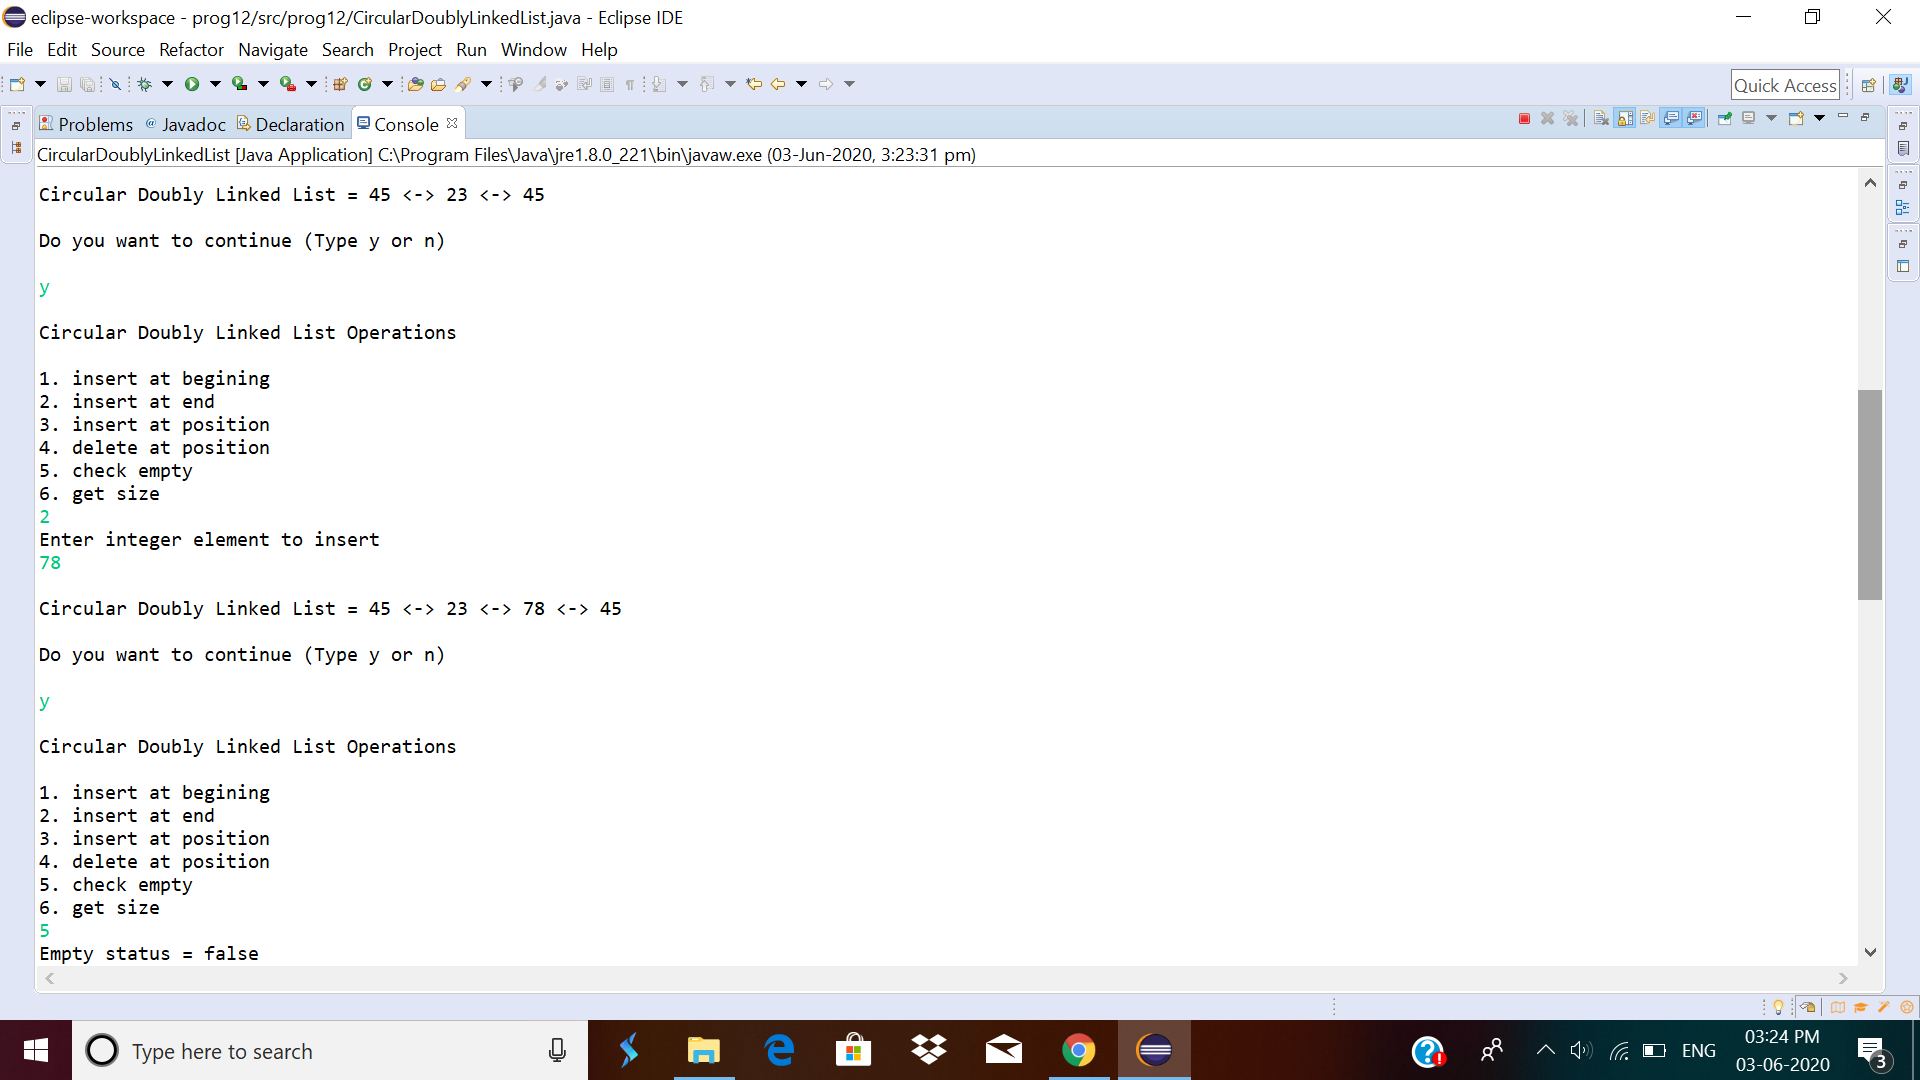 eclipse-workspace - prog12/src/prog12/CircularDoublyLinkedList.java - Eclipse IDE
File Edit Source Refactor Navigate Search Project Run Window Help
Quick Access
Problems @ Javadoc Declaration Console
CircularDoublyLinkedList [Java Application] C:\Program Files\Java\jre1.8.0_221\bin\javaw.exe (03-Jun-2020, 3:23:31 pm)
Circular Doubly Linked List = 45 <-> 23 <-> 45
Do you want to continue (Type y or n)
y
Circular Doubly Linked List Operations
1. insert at begining
2. insert at end
3. insert at position
4. delete at position
5. check empty
6. get size
2
Enter integer element to insert
78
Circular Doubly Linked List = 45 <-> 23 <-> 78 <-> 45
Do you want to continue (Type y or n)
y
Circular Doubly Linked List Operations
1. insert at begining
2. insert at end
3. insert at position
4. delete at position
5. check empty
6. get size
5
Empty status = false
Type here to search
ENG
03:24 PM
03-06-2020
3